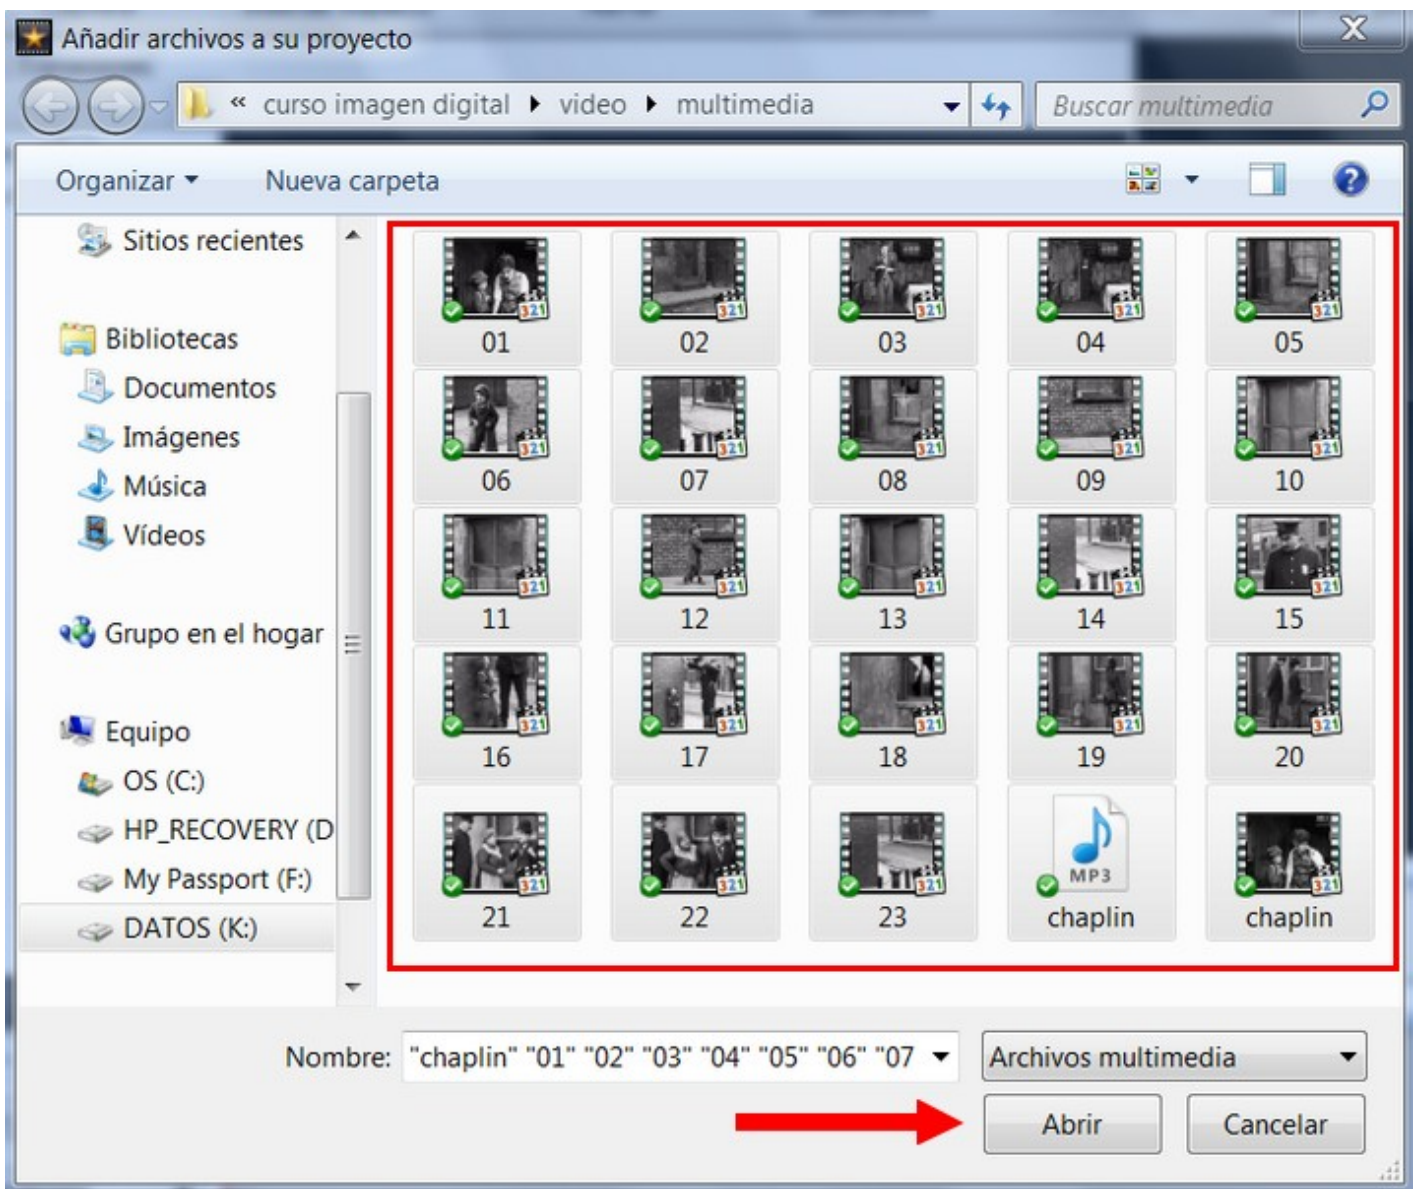 Añadir archivos a su proyecto
« curso imagen digital video multimedia
Buscar multimedia
Organizar
Nueva carpeta
Sitios recientes
Bibliotecas
Documentos
Imágenes
Música
Vídeos
Grupo en el hogar
Equipo
OS (C:)
HP_RECOVERY (D
My Passport (F:)
DATOS (K:)
01 02 03 04 05
06 07 08 09 10
11 12 13 14 15
16 17 18 19 20
MP3
21 22 23 chaplin chaplin
Nombre: "chaplin" "01" "02" "03" "04" "05" "06" "07
Archivos multimedia
Abrir
Cancelar